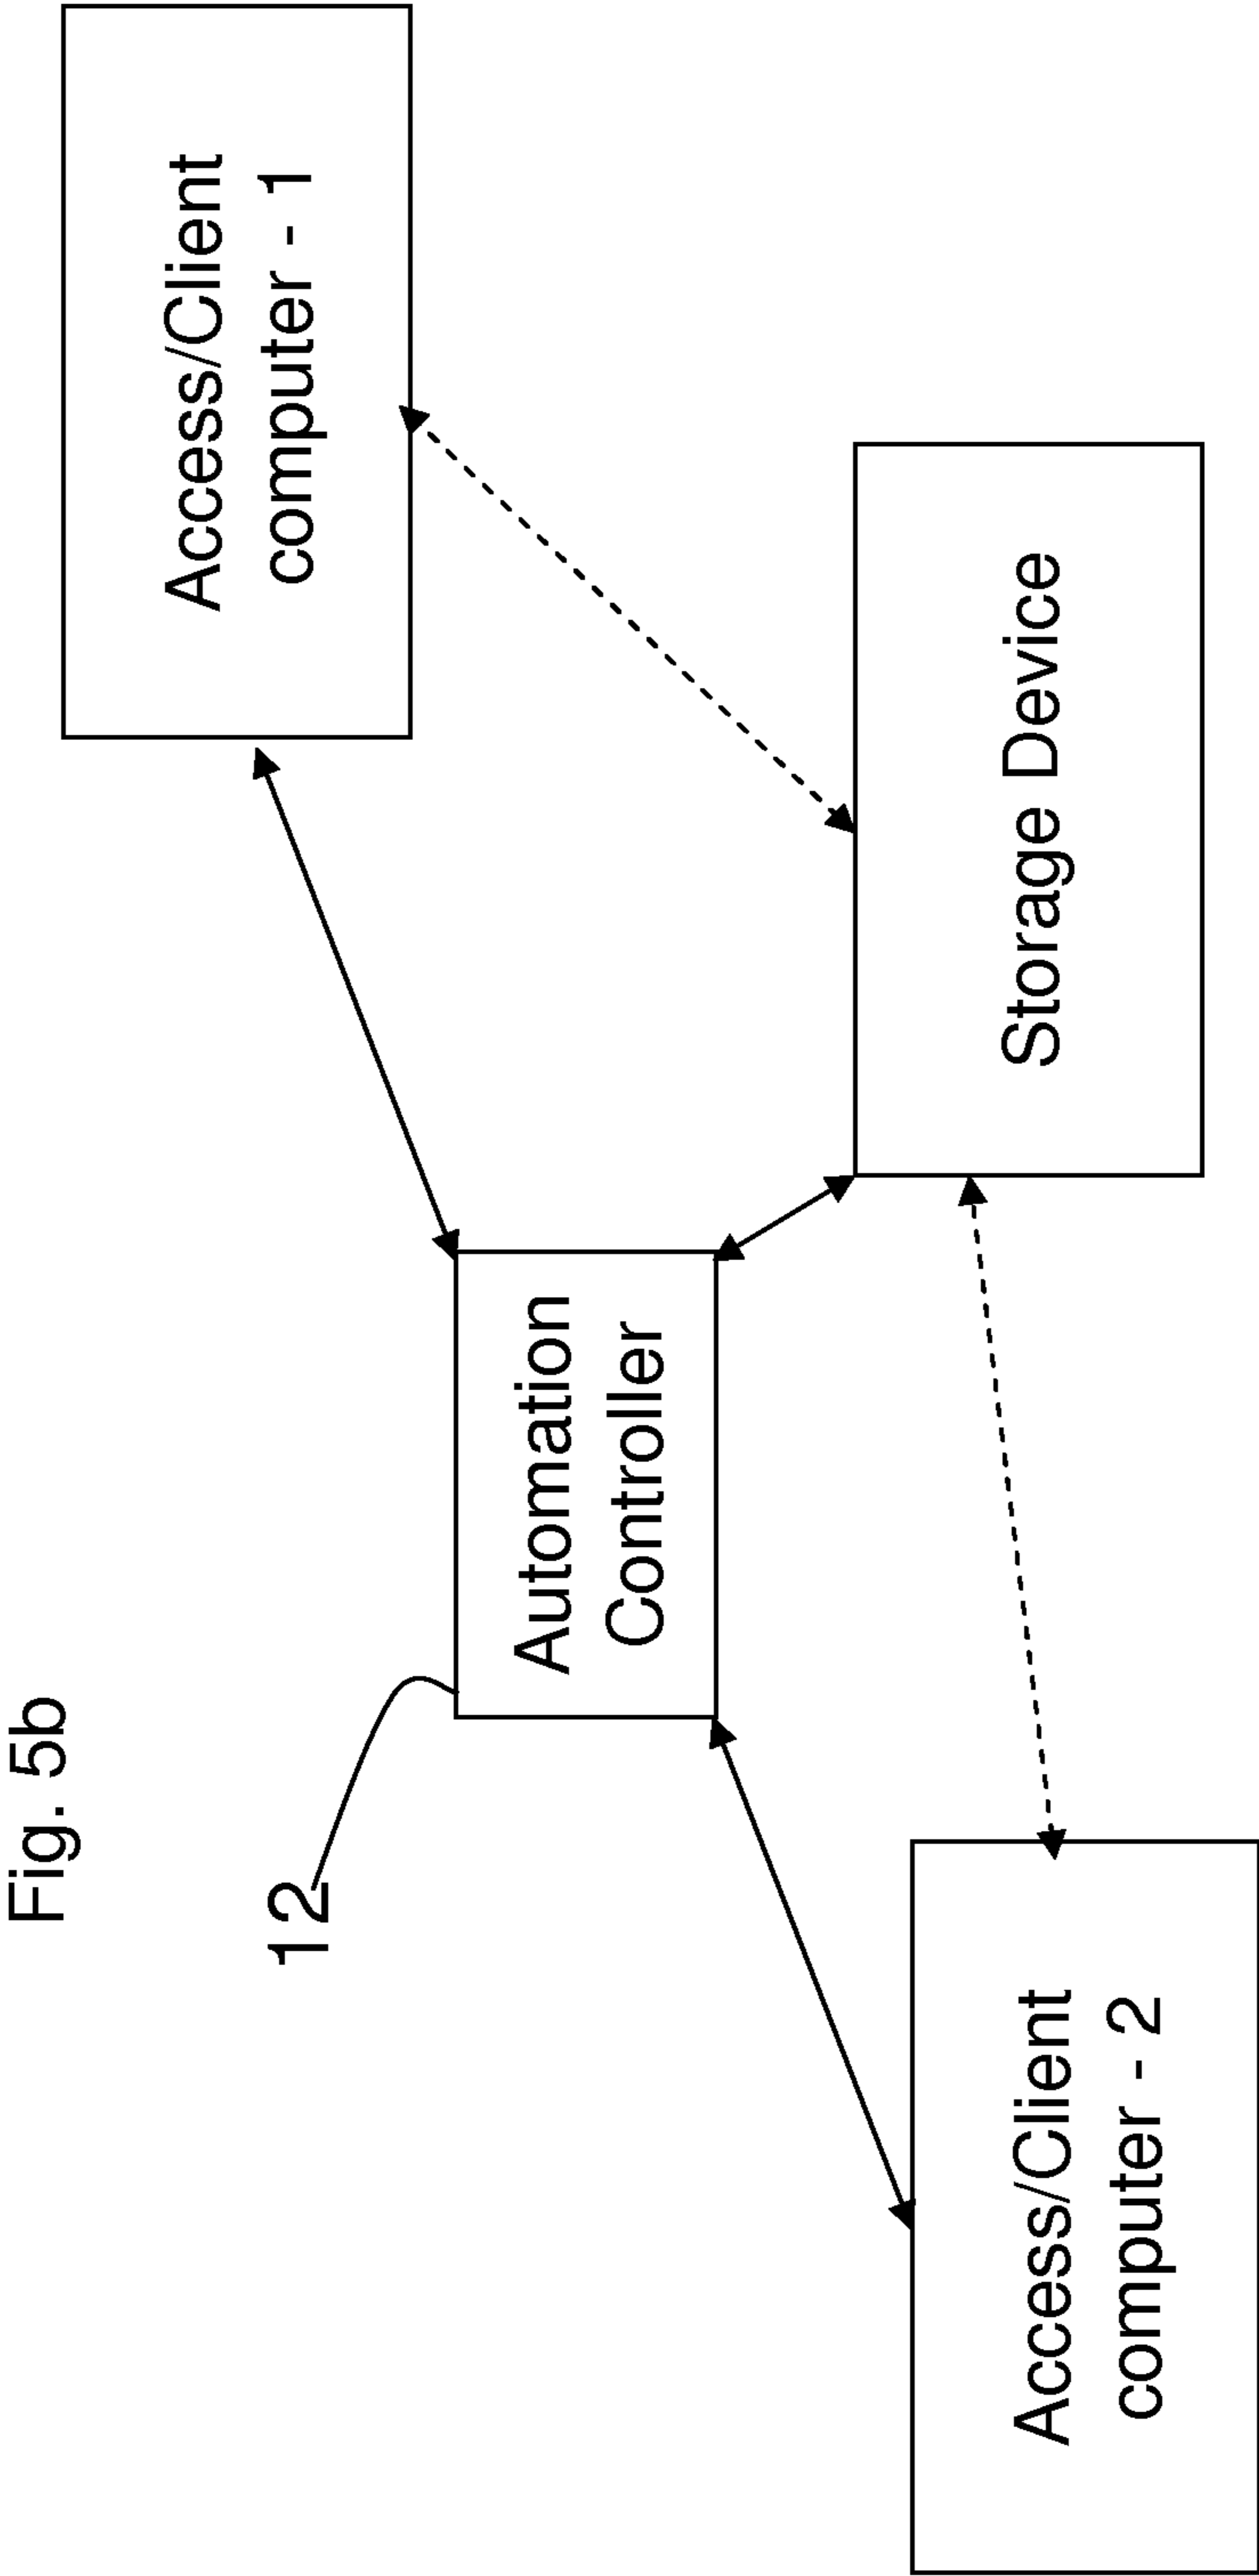 Fig. 5b
12
Automation
Controller
Access/Client
computer - 1
Storage Device
Access/Client
computer - 2